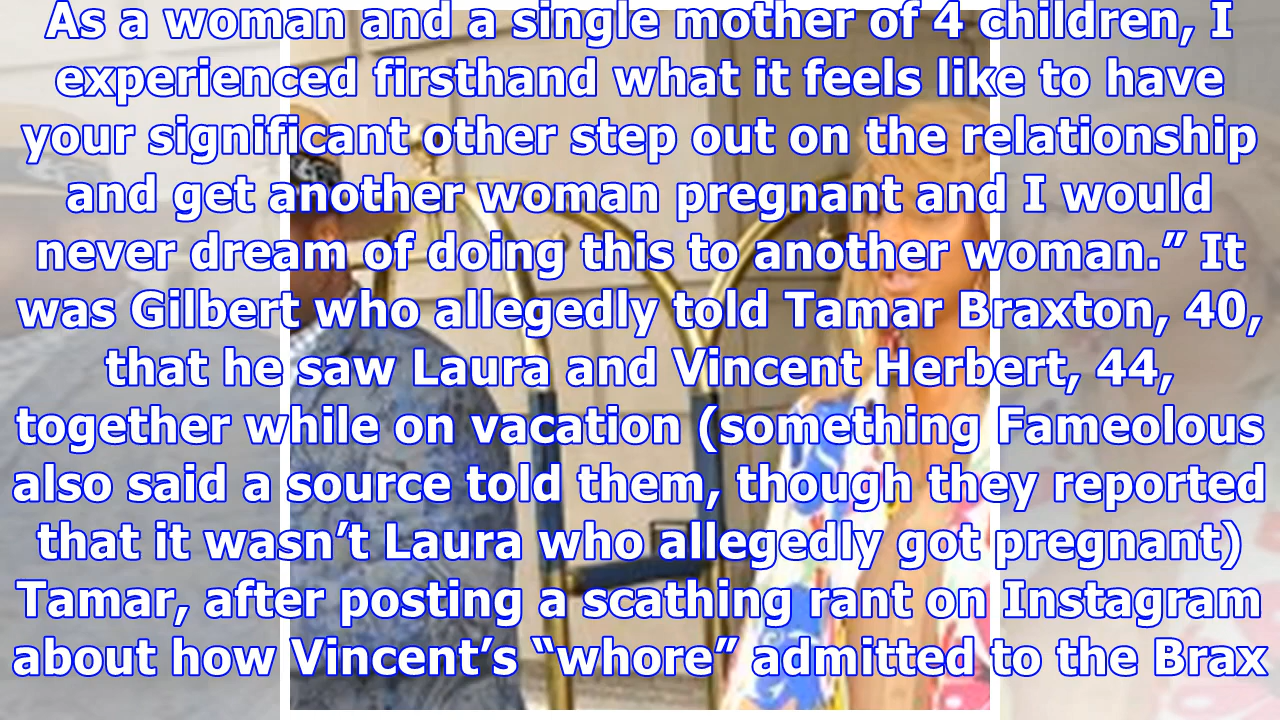 As a woman and a single mother of 4 children, I
experienced firsthand what it feels like to have
your significant other step out on the relationship
and get another woman pregnant and I would
never dream of doing this to another woman.” It
was Gilbert who allegedly told Tamar Braxton, 40,
that he saw Laura and Vincent Herbert, 44,
together while on vacation (something Fameolous
also said a source told them, though they reported
that it wasn’t Laura who allegedly got pregnant)
Tamar, after posting a scathing rant on Instagram
about how Vincent’s “whore” admitted to the Brax